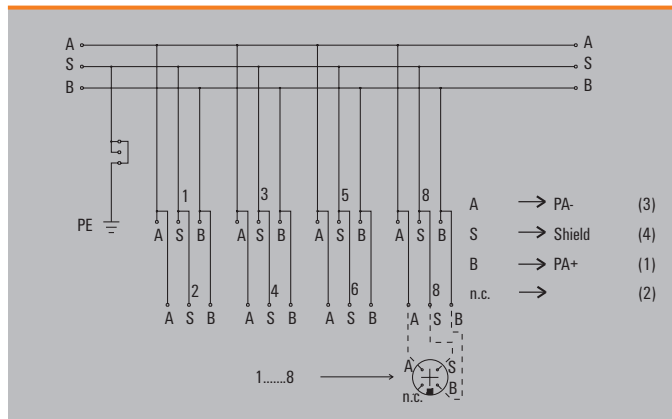 A A
S S
B B
1 3 5 8
PE
A S B A S B A S B A S B
2 4 6 8
A S B A S B A S B A S B
A → PA- (3)
S → Shield (4)
B → PA+ (1)
n.c. → (2)
1.......8 →
A S
n.c. B